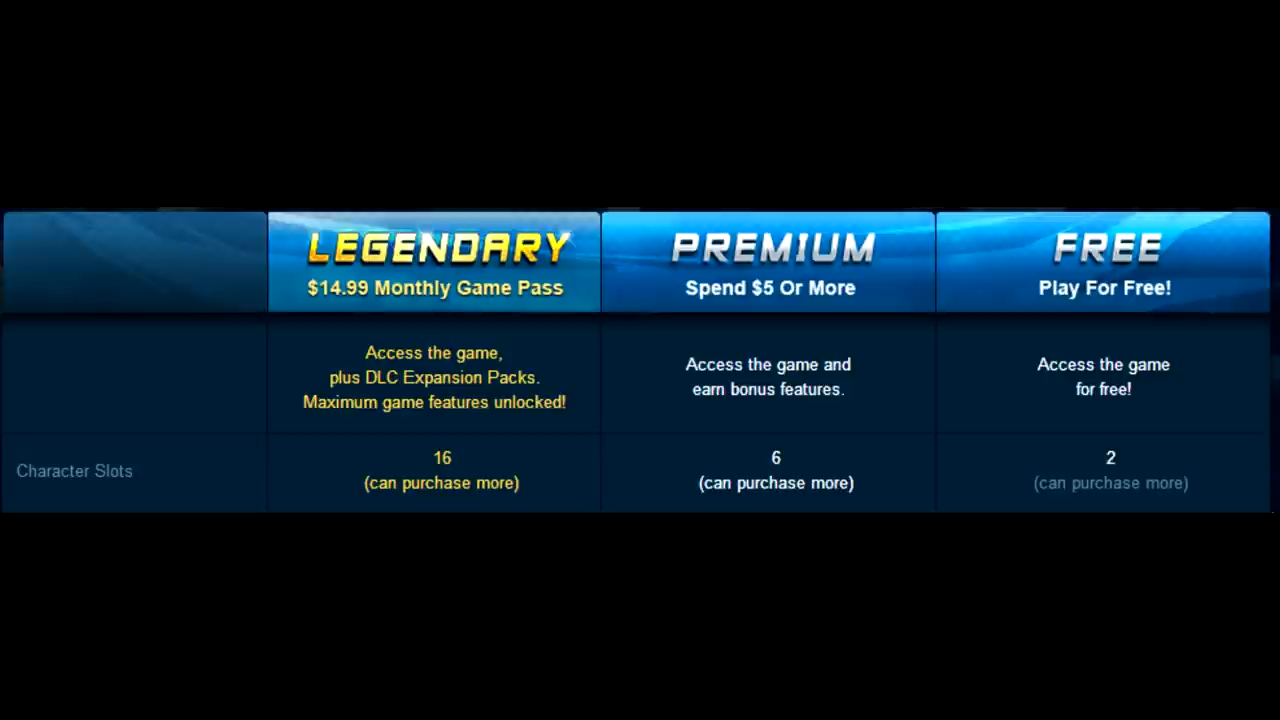 LEGENDARY
$14.99 Monthly Game Pass
PREMIUM
Spend $5 Or More
FREE
Play For Free!
Access the game,
plus DLC Expansion Packs.
Maximum game features unlocked!
Access the game and
earn bonus features.
Access the game
for free!
Character Slots
16
(can purchase more)
6
(can purchase more)
2
(can purchase more)